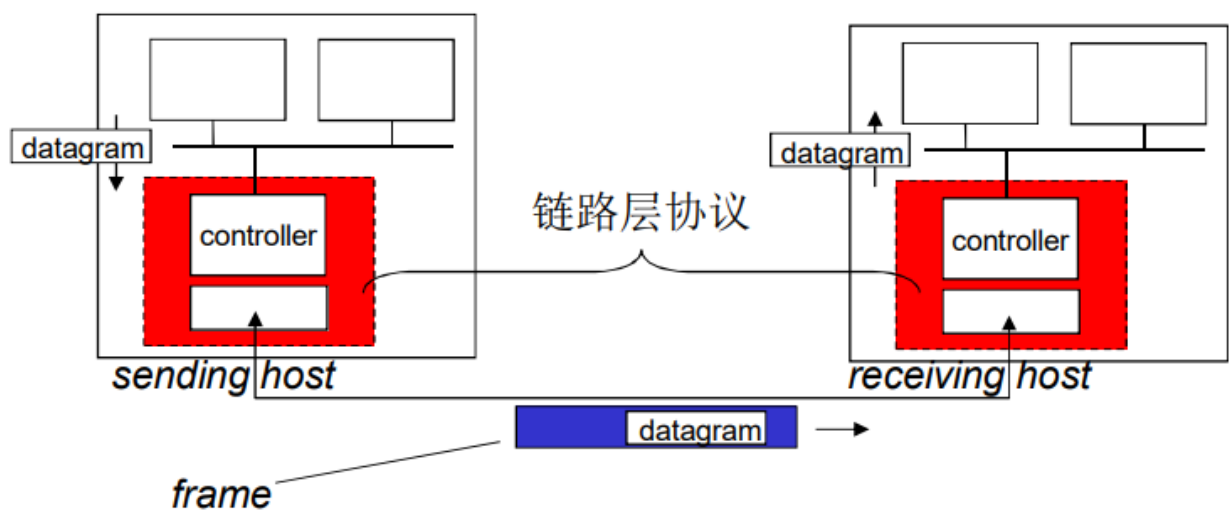 datagram
datagram
controller
链路层协议
controller
sending host
receiving host
datagram
frame